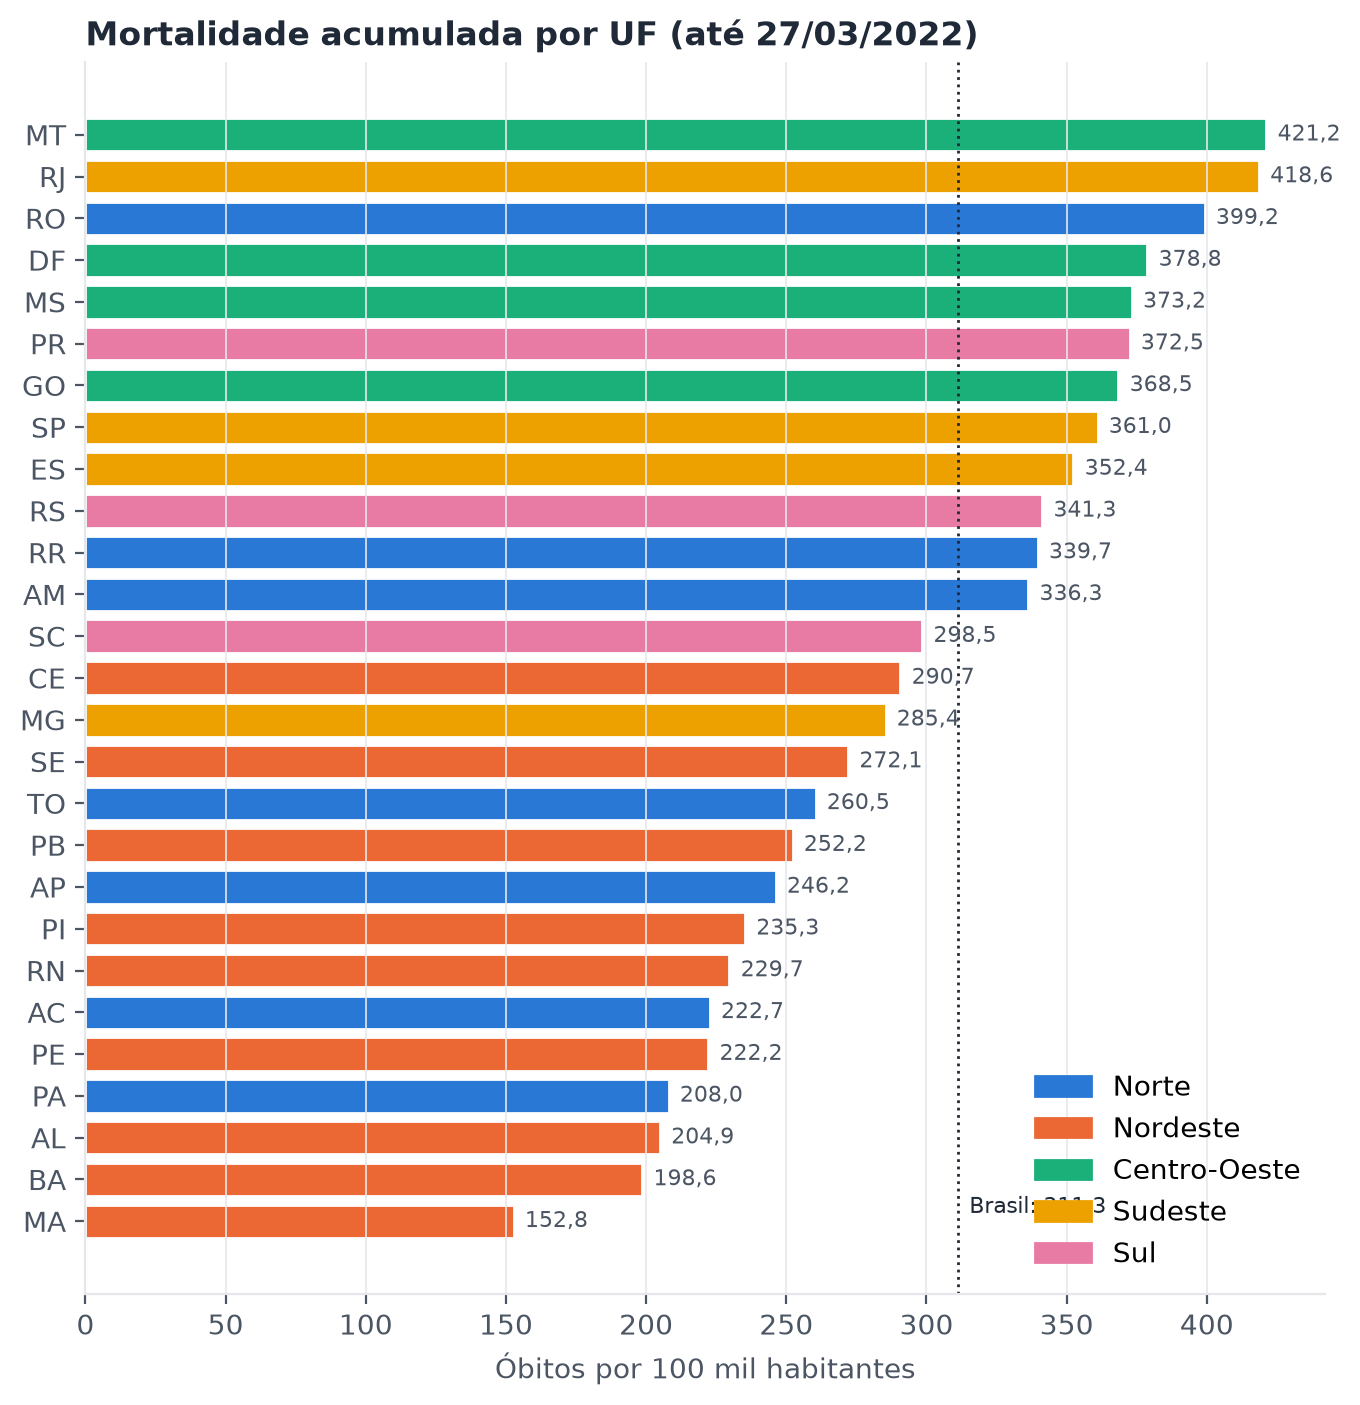 Mortalidade acumulada por UF (até 27/03/2022)
MT 421,2
RJ 418,6
RO 399,2
DF 378,8
MS 373,2
PR 372,5
GO 368,5
SP 361,0
ES 352,4
RS 341,3
RR 339,7
AM 336,3
SC 298,5
CE 290,7
MG 285,4
SE 272,1
TO 260,5
PB 252,2
AP 246,2
PI 235,3
RN 229,7
AC 222,7
PE 222,2
PA 208,0
AL 204,9
BA 198,6
MA 152,8
Norte
Nordeste
Centro-Oeste
Brasil:
Sudeste
Sul
0 50 100 150 200 250 300 350 400
Óbitos por 100 mil habitantes